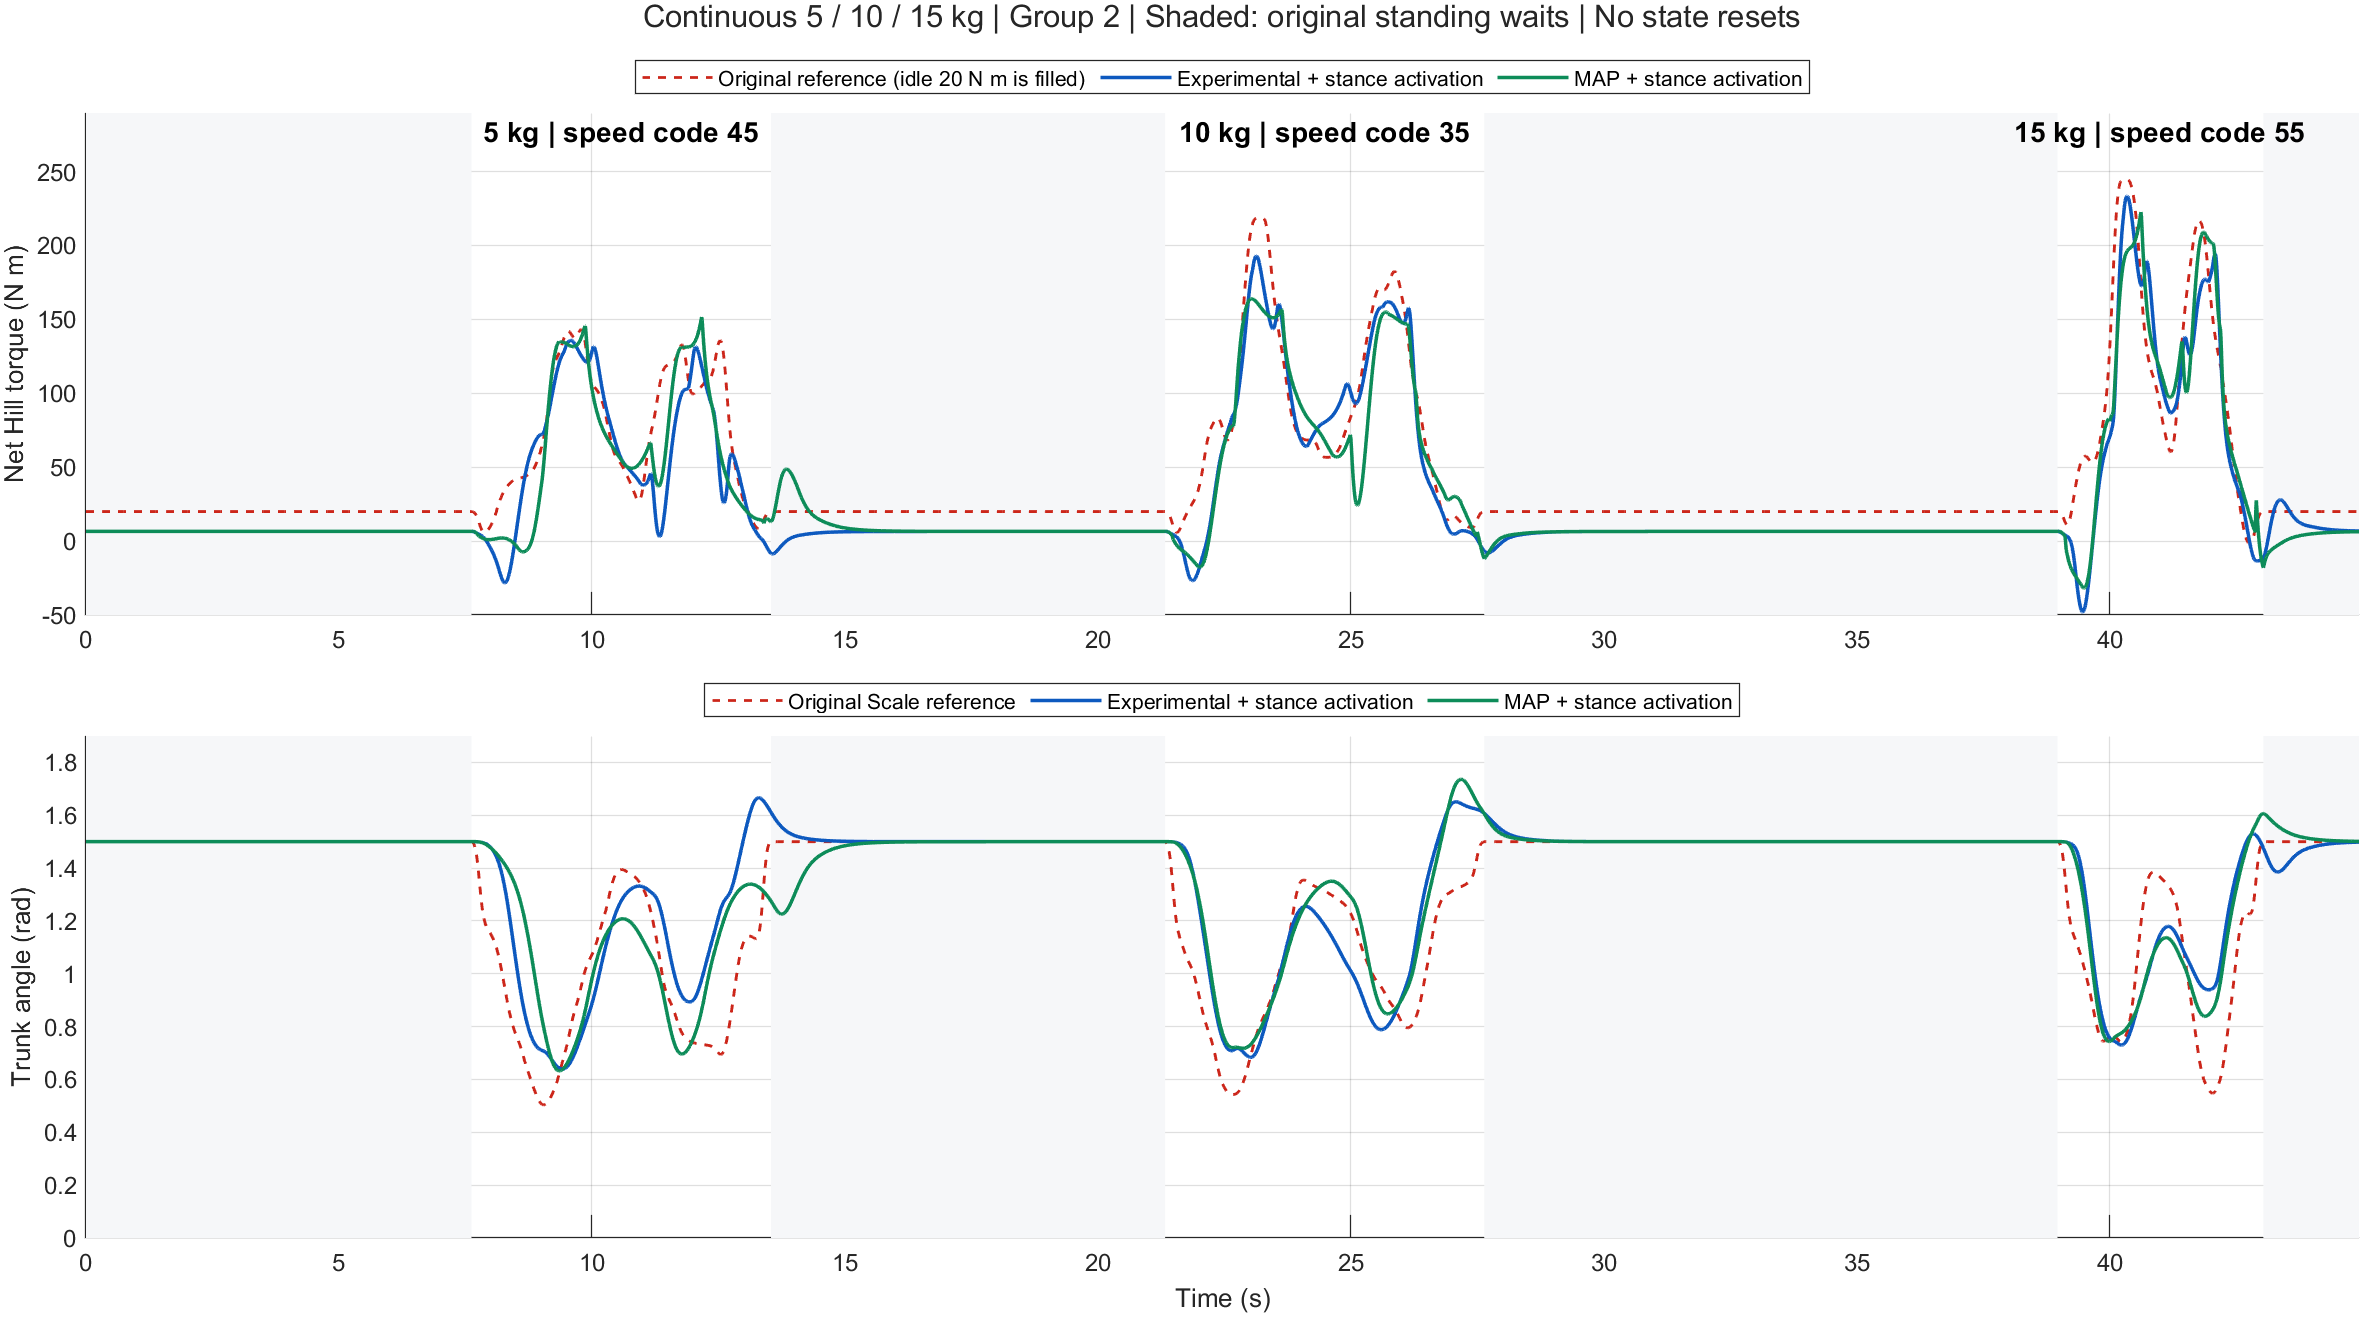 Continuous 5 / 10 / 15 kg | Group 2 | Shaded: original standing waits | No state resets
Original reference (idle 20 N m is filled) Experimental + stance activation MAP + stance activation
5 kg | speed code 45 10 kg | speed code 35 15 kg | speed code 55
Net Hill torque (N m)
250
200
150
100
50
0
-50
0 5 10 15 20 25 30 35 40
Original Scale reference Experimental + stance activation MAP + stance activation
Trunk angle (rad)
1.8
1.6
1.4
1.2
1
0.8
0.6
0.4
0.2
0
0 5 10 15 20 25 30 35 40
Time (s)